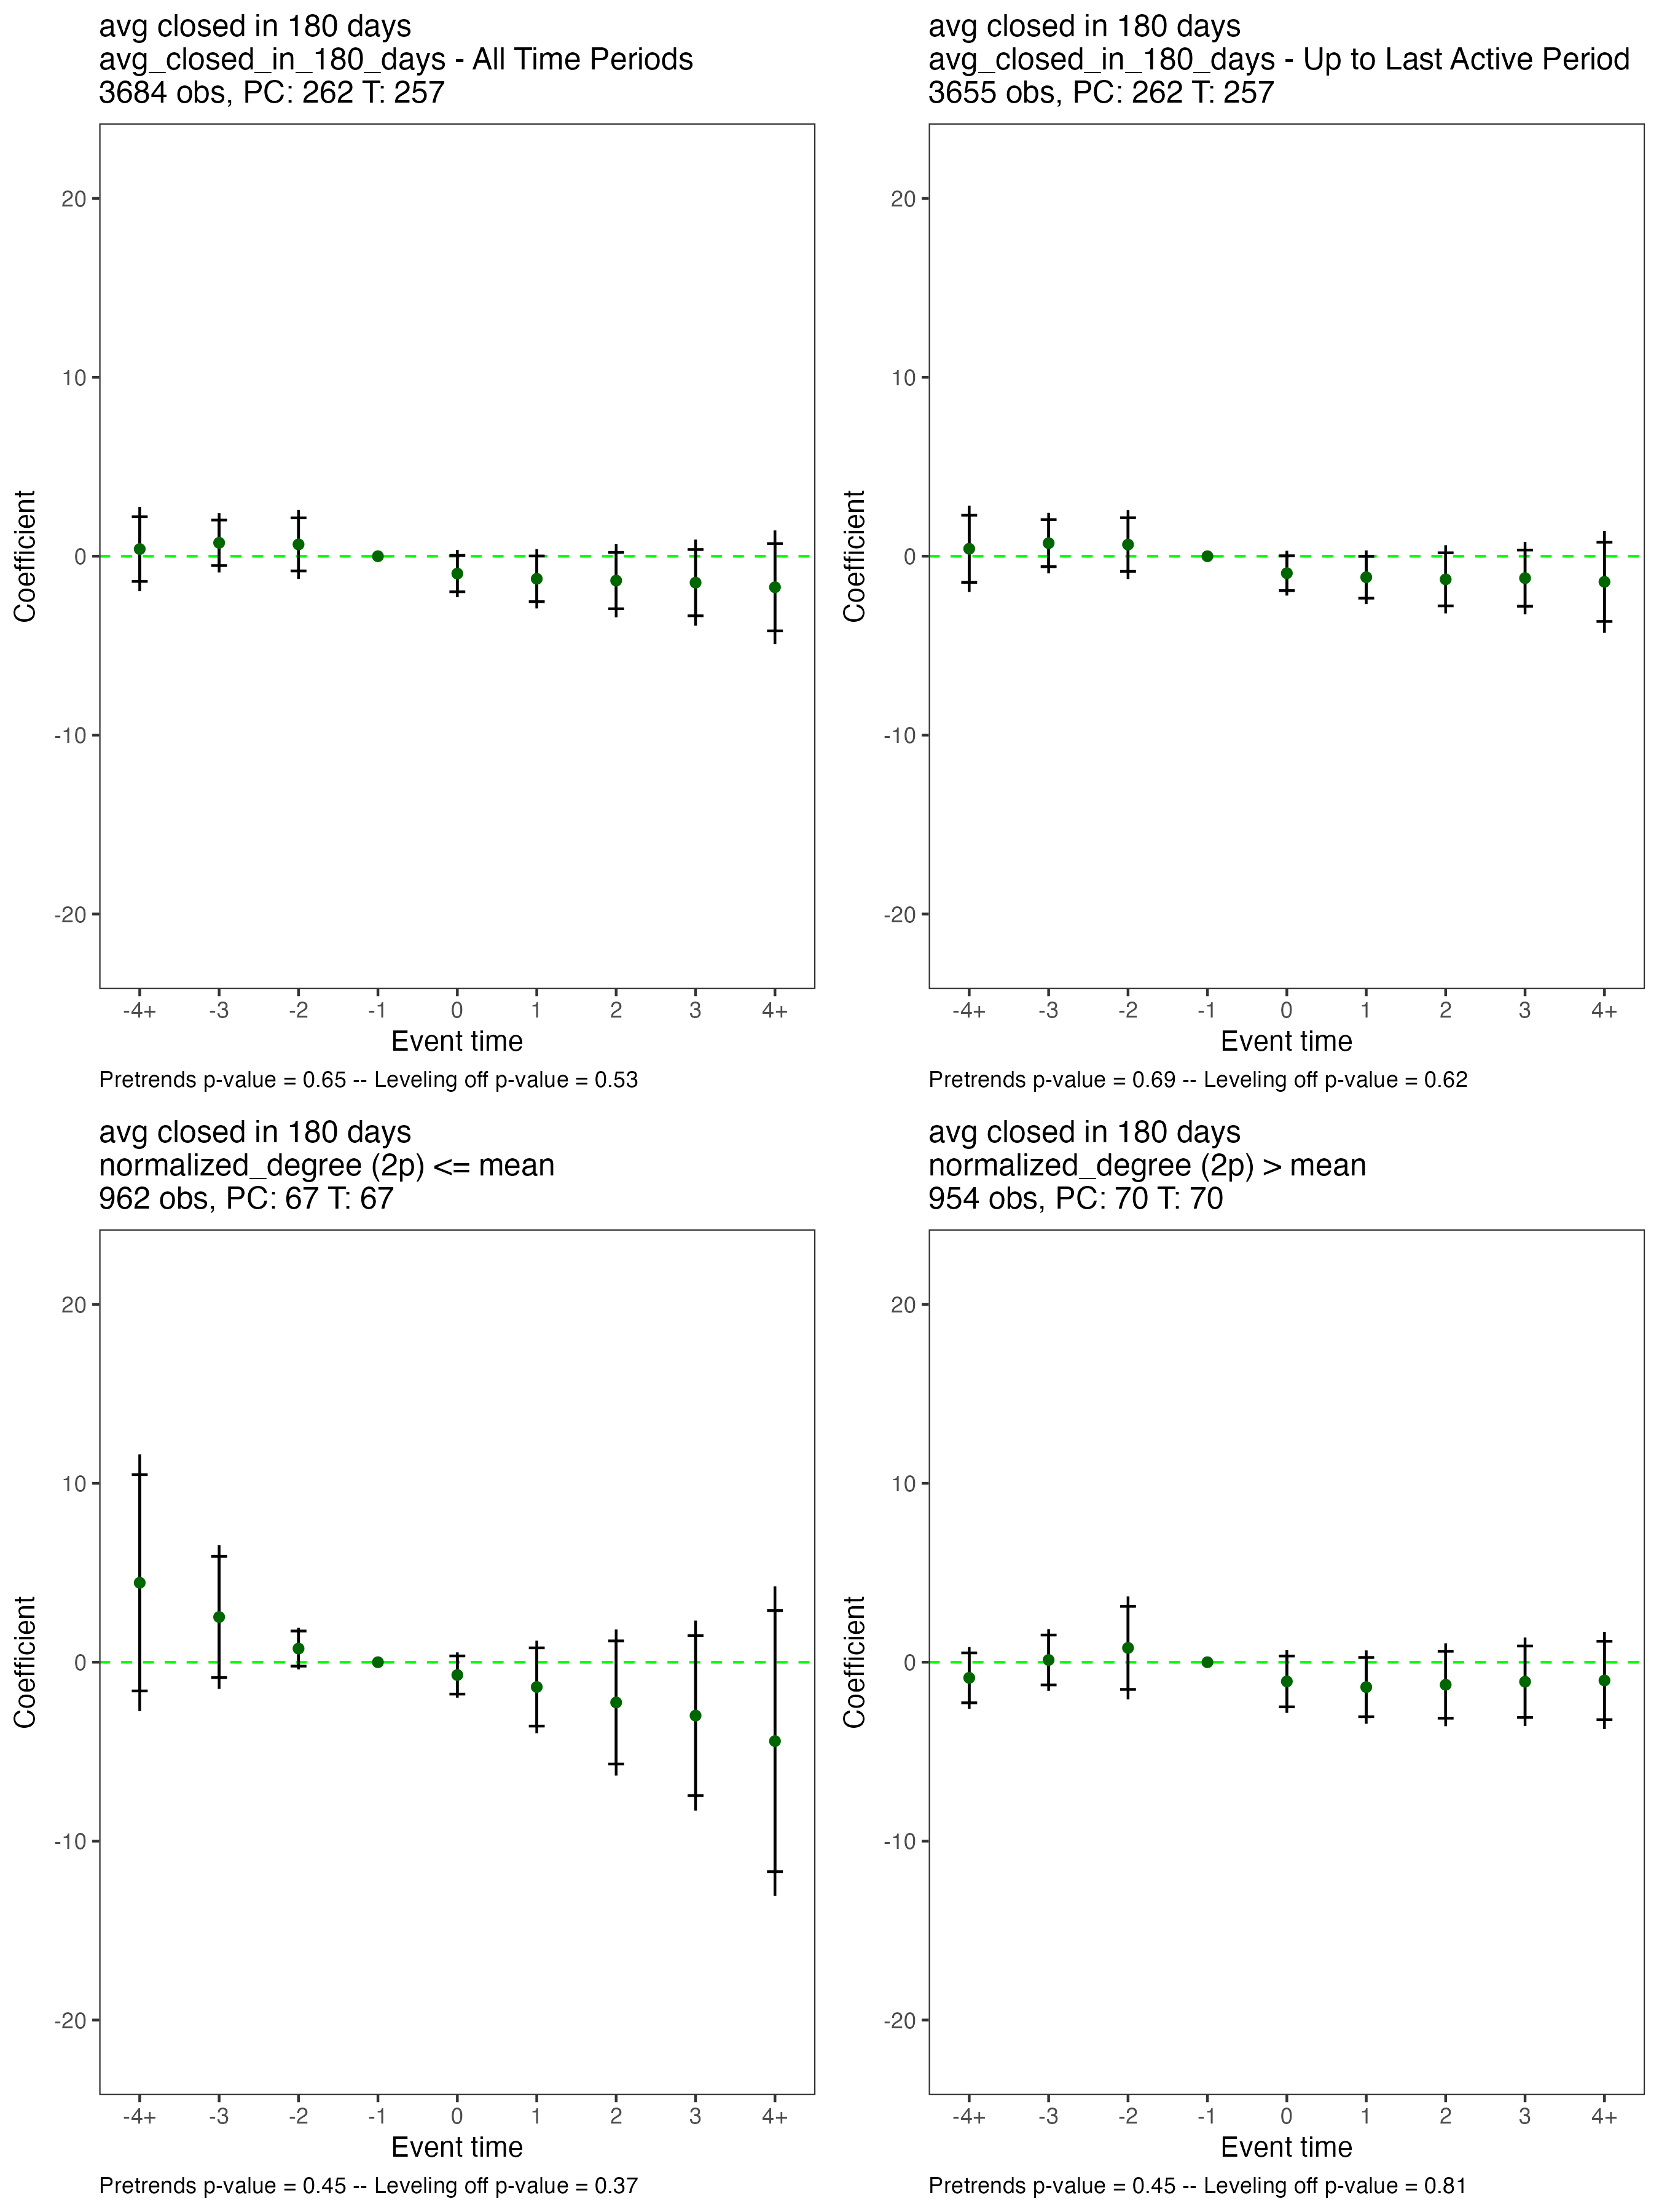 avg closed in 180 days
avg_closed_in_180_days - All Time Periods
3684 obs, PC: 262 T: 257
20
10
0
-10
-20
Coefficient
-4+ -3 -2 -1 0 1 2 3 4+
Event time
Pretrends p-value = 0.65 -- Leveling off p-value = 0.53
avg closed in 180 days
avg_closed_in_180_days - Up to Last Active Period
3655 obs, PC: 262 T: 257
20
10
0
-10
-20
Coefficient
-4+ -3 -2 -1 0 1 2 3 4+
Event time
Pretrends p-value = 0.69 -- Leveling off p-value = 0.62
avg closed in 180 days
normalized_degree (2p) <= mean
962 obs, PC: 67 T: 67
20
10
0
-10
-20
Coefficient
-4+ -3 -2 -1 0 1 2 3 4+
Event time
Pretrends p-value = 0.45 -- Leveling off p-value = 0.37
avg closed in 180 days
normalized_degree (2p) > mean
954 obs, PC: 70 T: 70
20
10
0
-10
-20
Coefficient
-4+ -3 -2 -1 0 1 2 3 4+
Event time
Pretrends p-value = 0.45 -- Leveling off p-value = 0.81